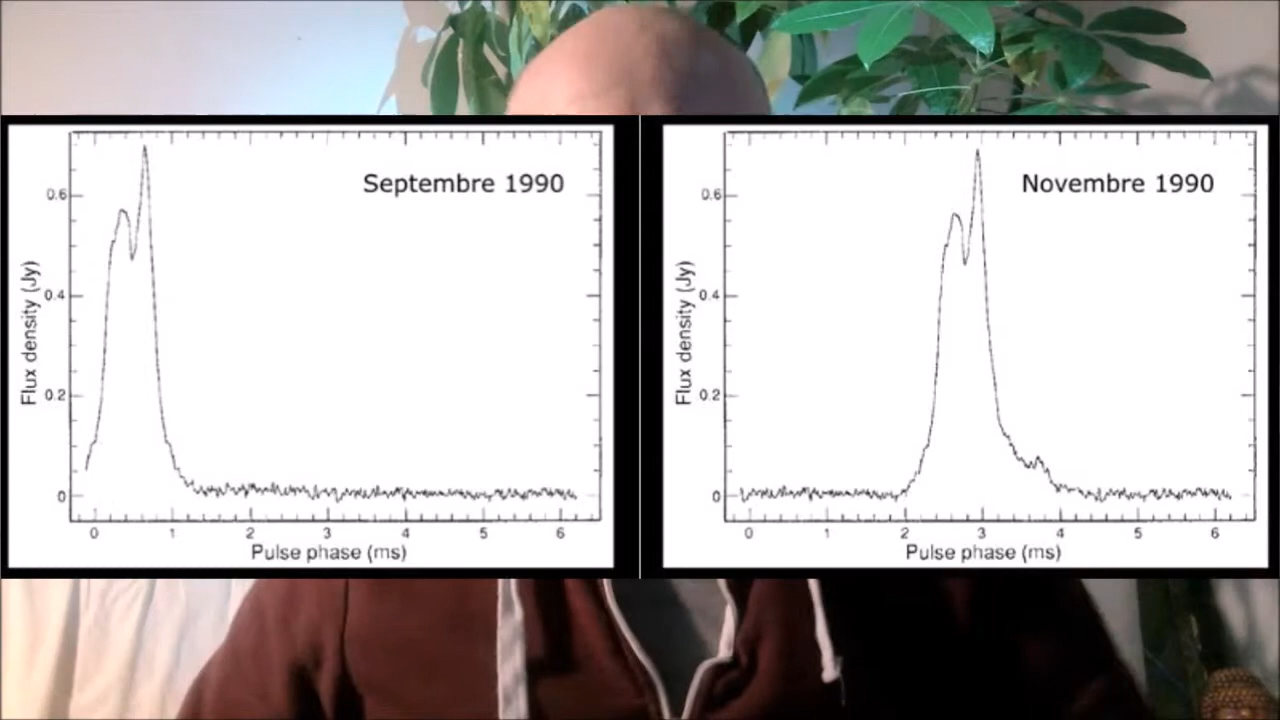 Septembre 1990
0.6
0.4
0.2
0
Flux density (Jy)
0 1 2 3 4 5 6
Pulse phase (ms)
Novembre 1990
0.6
0.4
0.2
0
Flux density (Jy)
0 1 2 3 4 5 6
Pulse phase (ms)